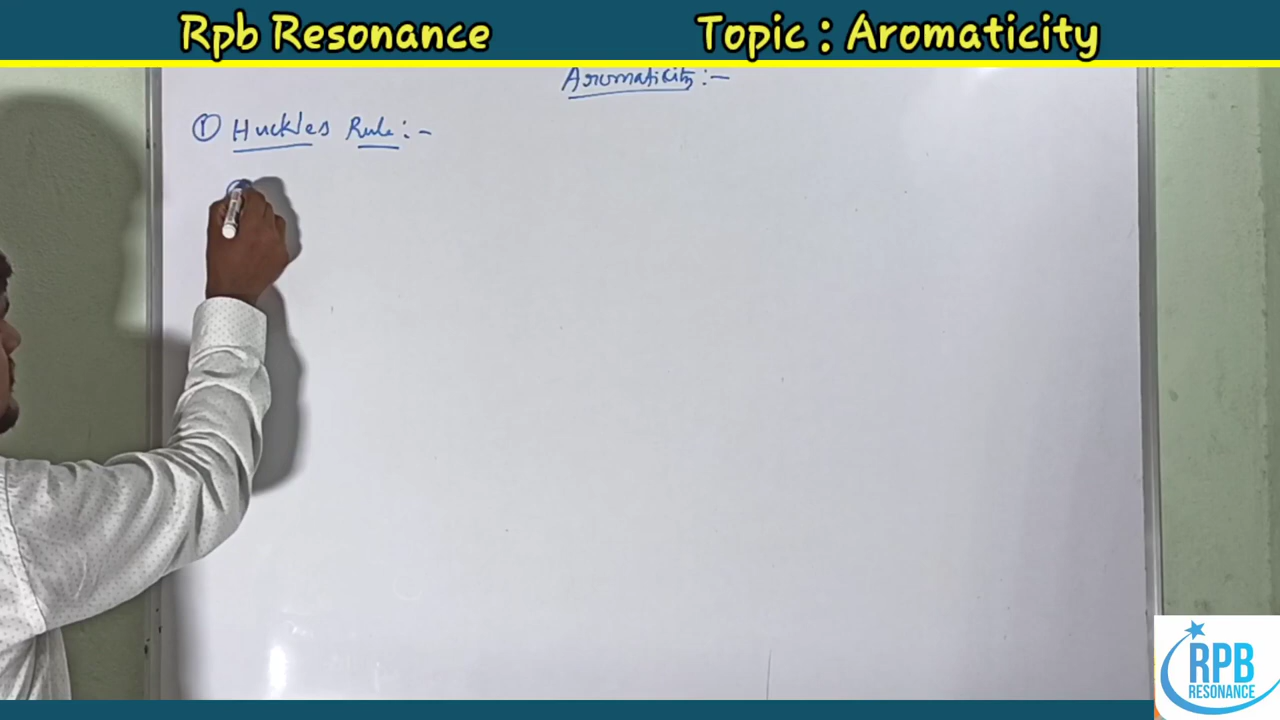 Rpb Resonance
Topic : Aromaticity
Aromaticity :-
① Huckles Rule :-
RPB
RESONANCE